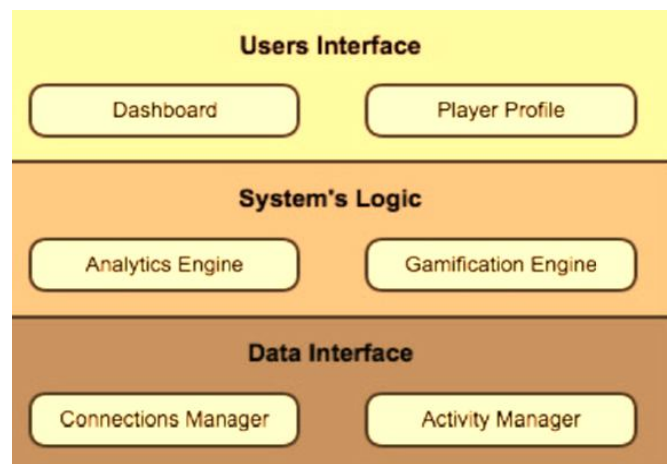 Users Interface
Dashboard
Player Profile
System's Logic
Analytics Engine
Gamification Engine
Data Interface
Connections Manager
Activity Manager